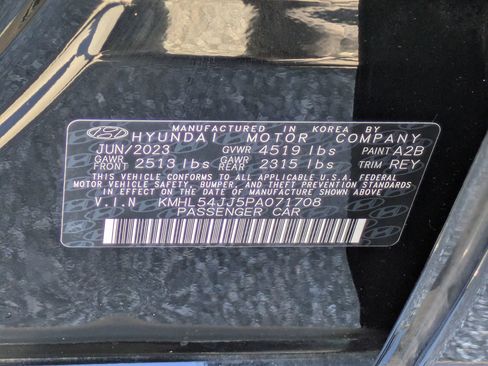 MANUFACTURED IN KOREA BY
HYUNDAI MOTOR COMPANY
JUN/2023 GVWR 4519 lbs PAINT A2B
GAWR FRONT 2513 lbs GAWR REAR 2315 lbs TRIM REY
THIS VEHICLE CONFORMS TO ALL APPLICABLE U.S. FEDERAL
MOTOR VEHICLE SAFETY, BUMPER, AND THEFT PREVENTION
STANDARDS IN EFFECT ON THE DATE OF MANUFACTURE SHOWN ABOVE
V.I.N KMHL54JJ5PA071708
PASSENGER CAR